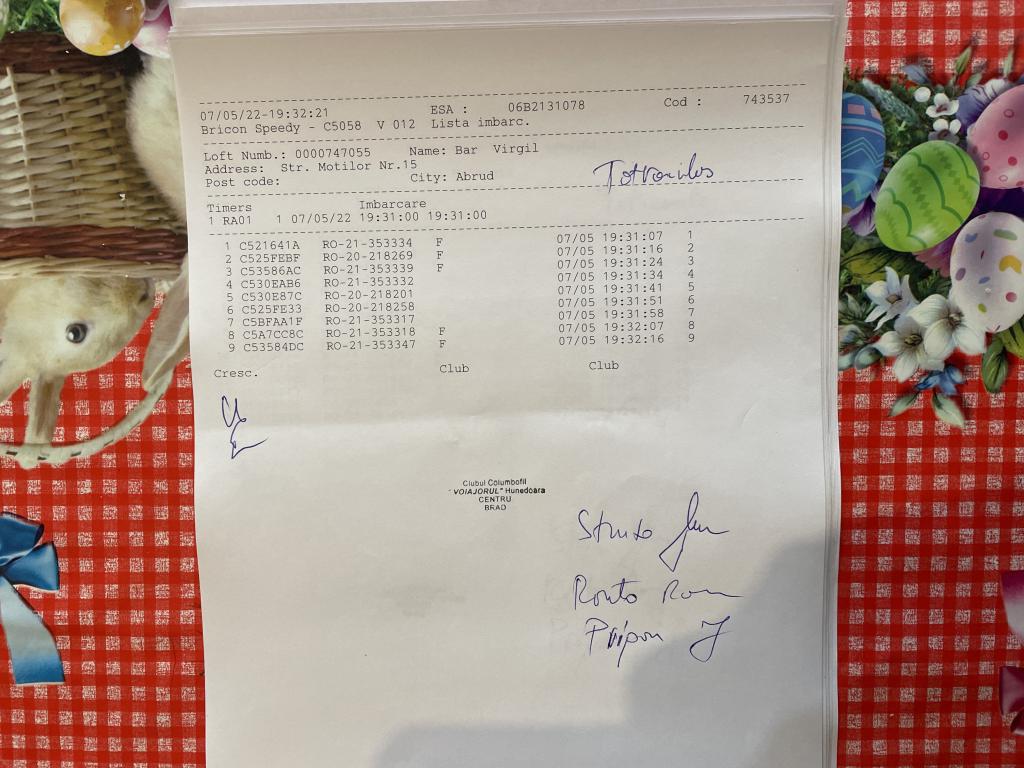 07/05/22-19:32:21 ESA : 06B2131078 Cod : 743537
Bricon Speedy - C5058 V 012 Lista imbarc.
Loft Numb.: 0000747055 Name: Bar Virgil
Address: Str. Motilor Nr.15
Post code: City: Abrud
Timers Imbarcare
1 RA01 1 07/05/22 19:31:00 19:31:00
1 C521641A RO-21-353334 F 07/05 19:31:07 1
2 C525FEBF RO-20-218269 F 07/05 19:31:16 2
3 C53586AC RO-21-353339 F 07/05 19:31:24 3
4 C530EAB6 RO-21-353332 07/05 19:31:34 4
5 C530E87C RO-20-218201 07/05 19:31:41 5
6 C525FE33 RO-20-218258 07/05 19:31:51 6
7 C5BFAA1F RO-21-353317 07/05 19:31:58 7
8 C5A7CC8C RO-21-353318 F 07/05 19:32:07 8
9 C53584DC RO-21-353347 F 07/05 19:32:16 9
Cresc. Club Club
Clubul Columbofil
"VOIAJORUL" Hunedoara
CENTRU
BRAD